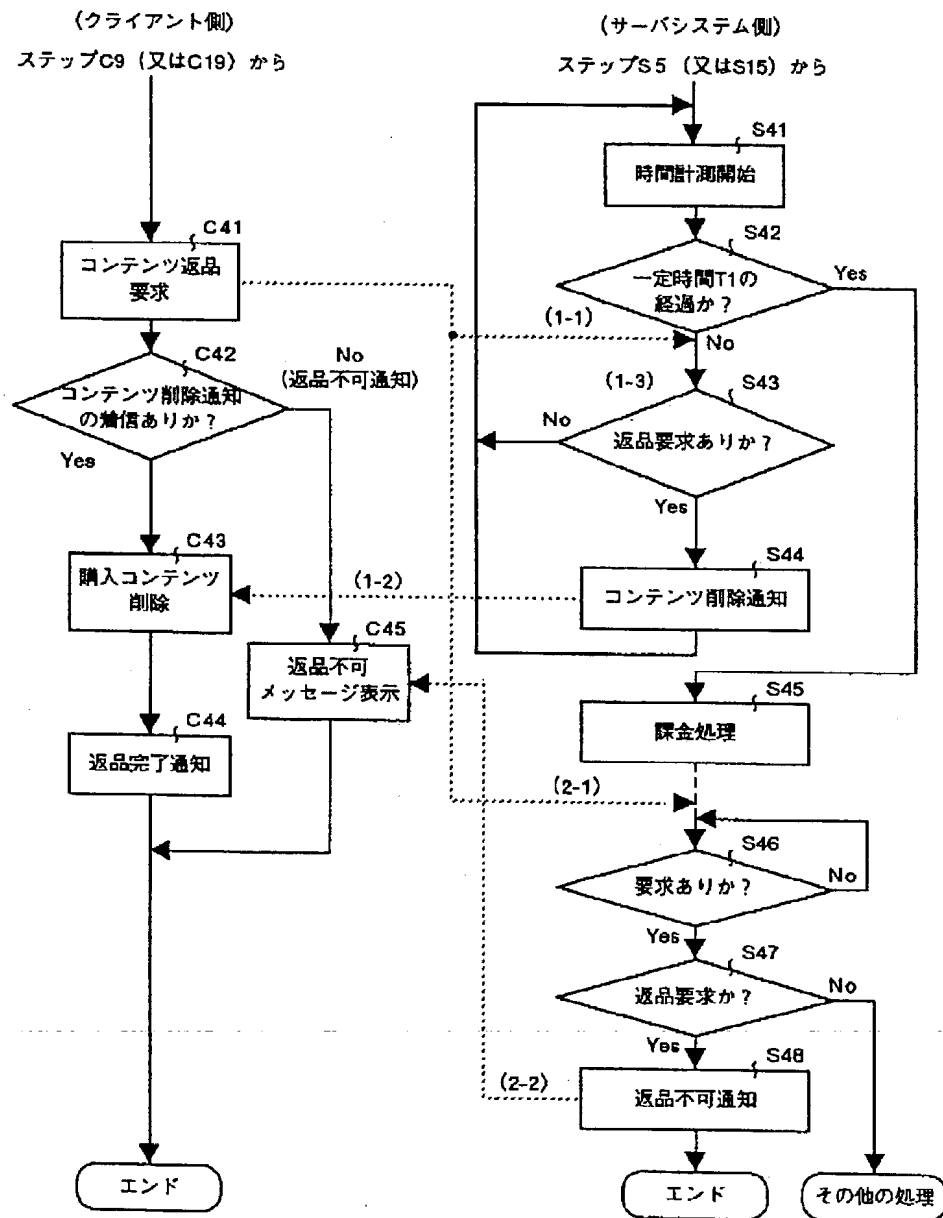 (クライアント側)
ステップC9 (又はC19) から
C41
コンテンツ返品
要求
C42
No
(返品不可通知)
コンテンツ削除通知
の着信ありか?
Yes
C43
購入コンテンツ
削除
(1-2)
C45
返品不可
メッセージ表示
C44
返品完了通知
エンド
(サーバシステム側)
ステップS5 (又はS15) から
S41
時間計測開始
S42
一定時間T1の
経過か?
Yes
(1-1)
No
(1-3)
S43
No
返品要求ありか?
Yes
S44
コンテンツ削除通知
S45
課金処理
(2-1)
S46
要求ありか?
No
Yes
S47
返品要求か?
No
Yes
S48
(2-2)
返品不可通知
エンド
その他の処理